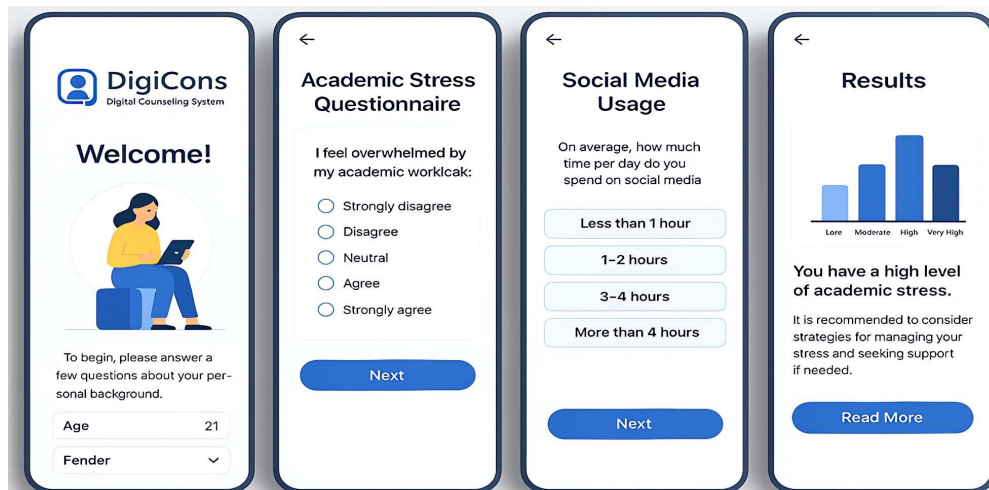 DigiCons
Digital Counseling System
Welcome!
To begin, please answer a
few questions about your per-
sonal background.
Age 21
Fender
Academic Stress
Questionnaire
I feel overwhelmed by
my academic worklcak:
Strongly disagree
Disagree
Neutral
Agree
Strongly agree
Next
Social Media
Usage
On average, how much
time per day do you
spend on social media
Less than 1 hour
1–2 hours
3–4 hours
More than 4 hours
Next
Results
Lore Moderate High Very High
You have a high level
of academic stress.
It is recommended to consider
strategies for managing your
stress and seeking support
if needed.
Read More